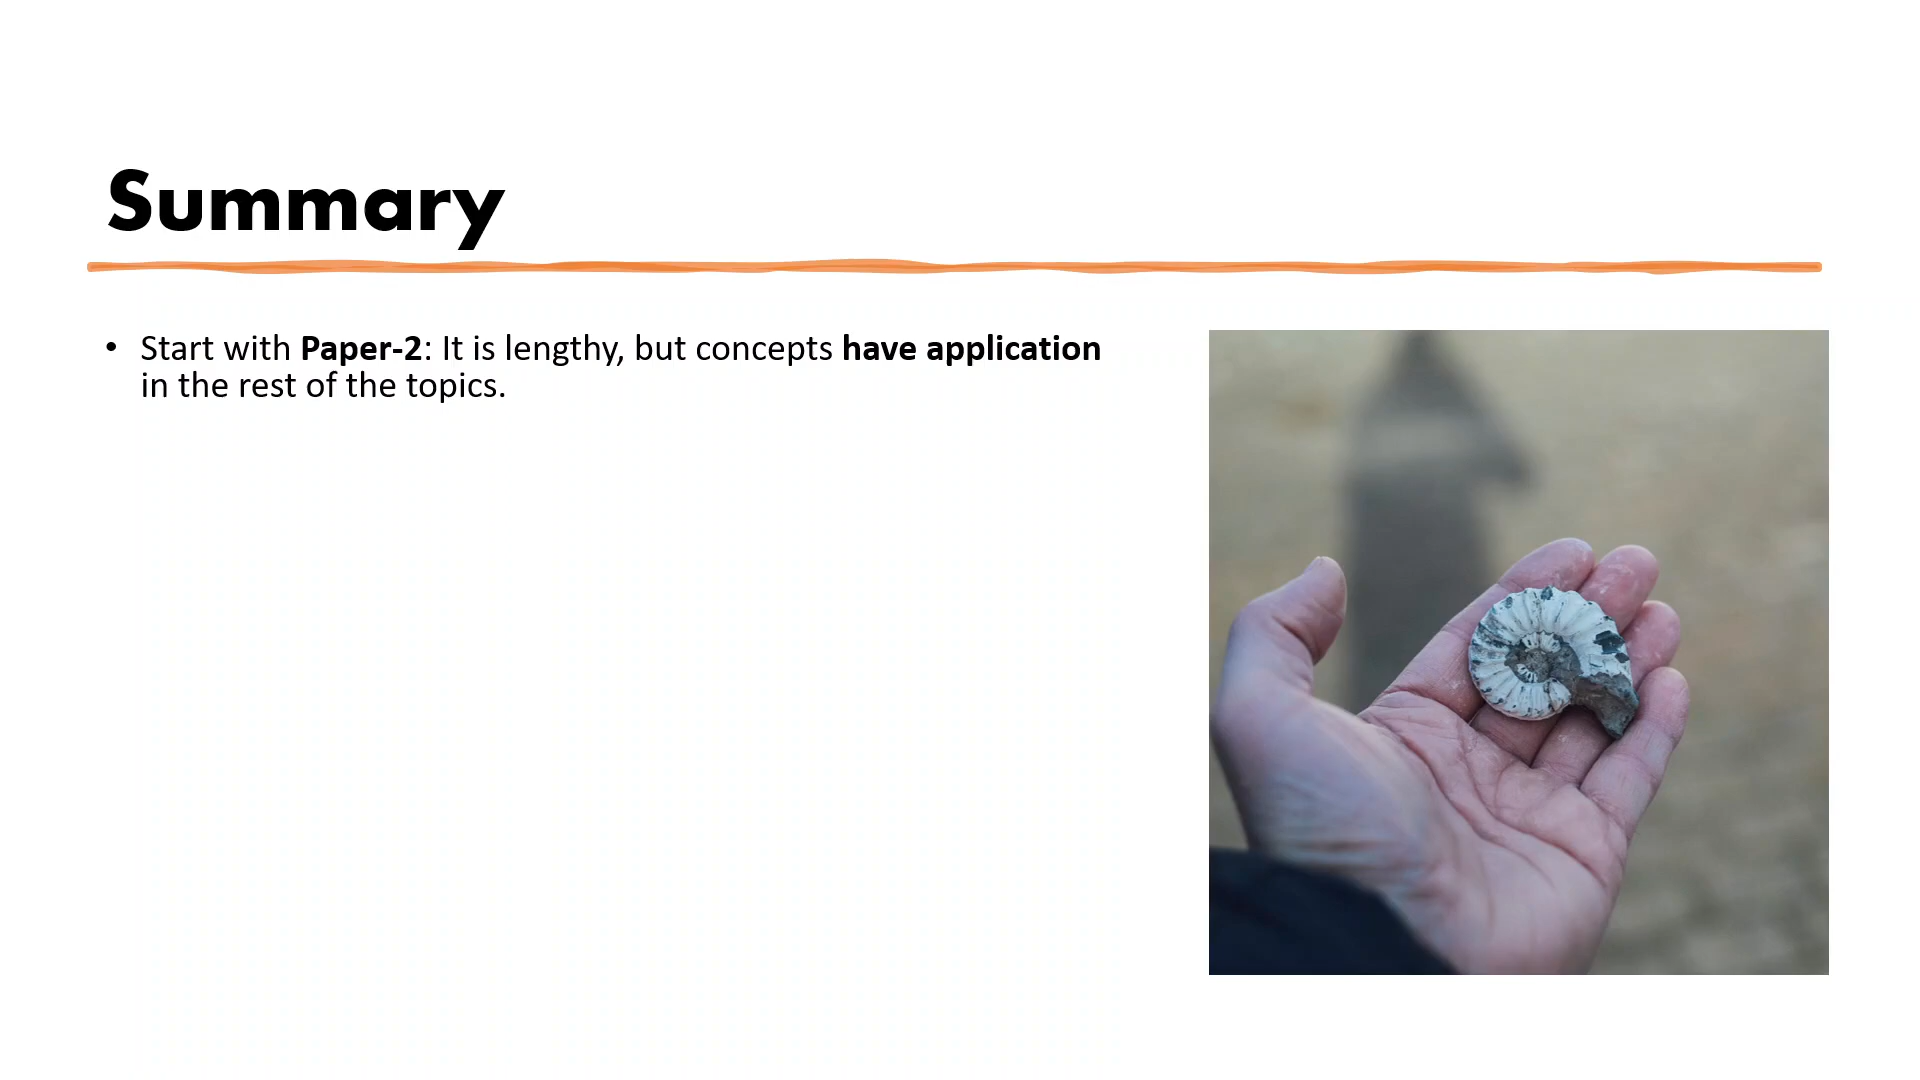 Summary
• Start with Paper-2: It is lengthy, but concepts have application
in the rest of the topics.